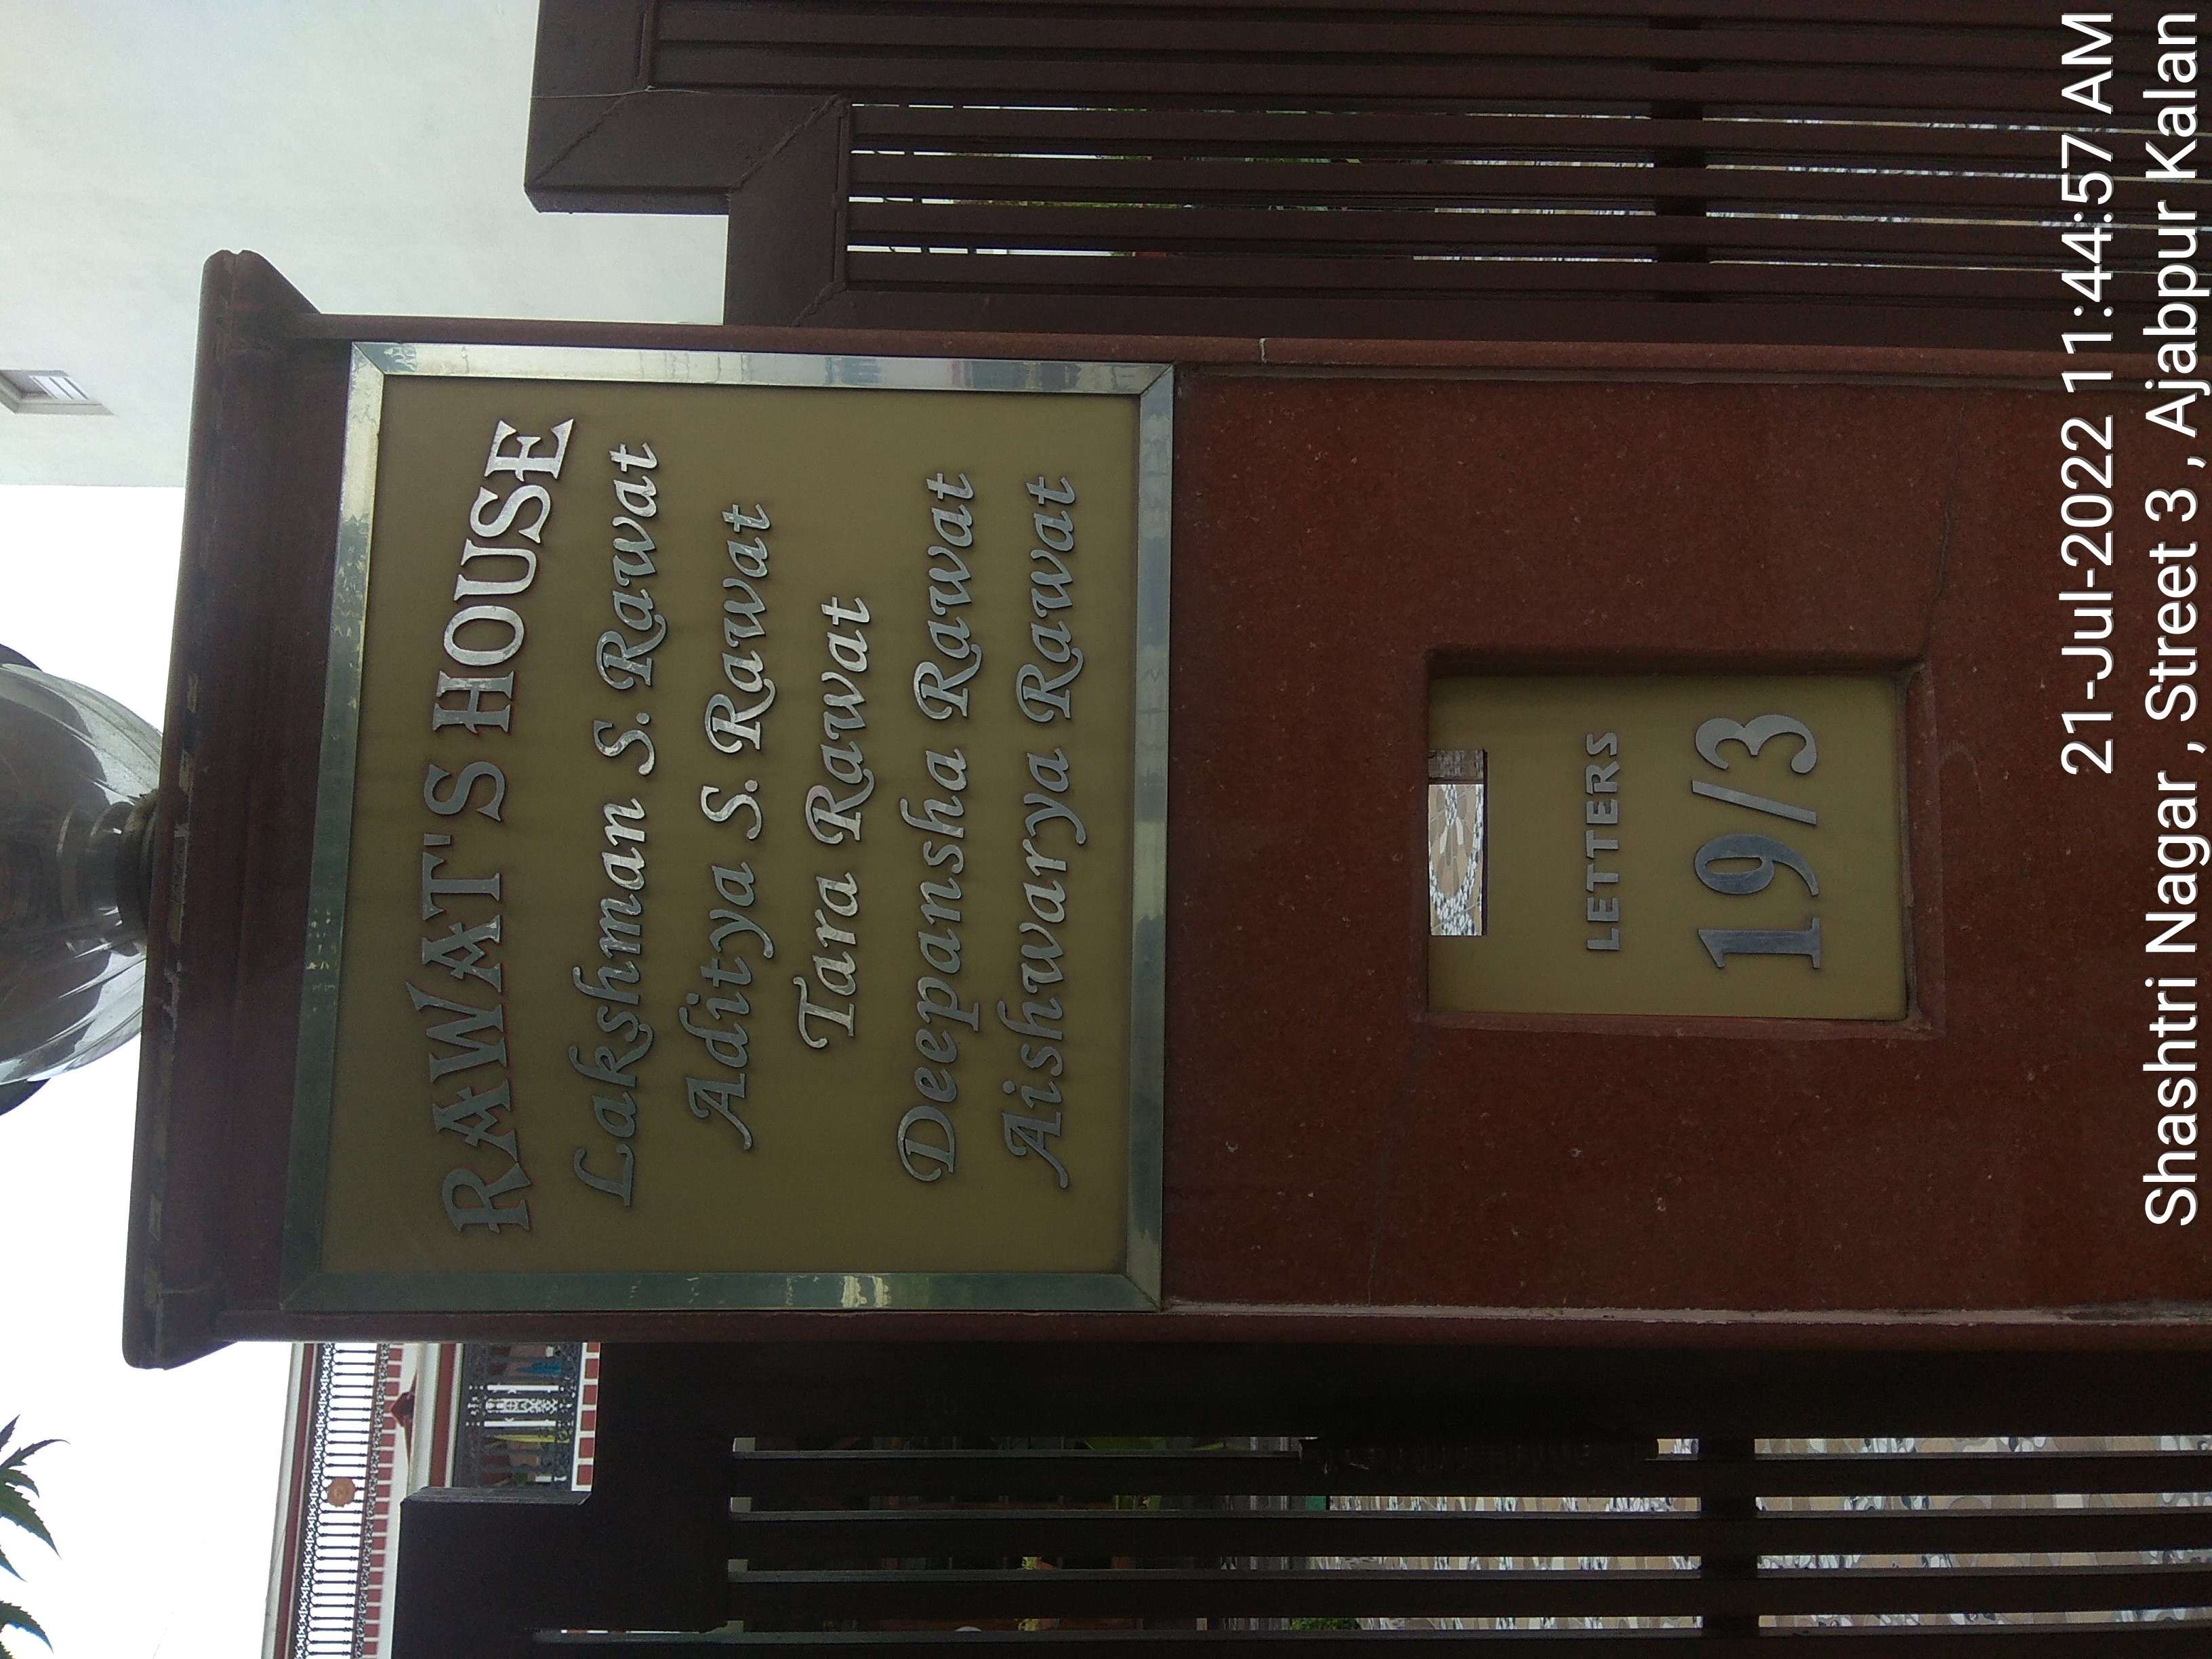 RAWAT'S HOUSE
Lakshman S. Rawat
Aditya S. Rawat
Tara Rawat
Deepansha Rawat
Aishwarya Rawat
LETTERS
19/3
21-Jul-2022 11:44:57 AM
Shashtri Nagar , Street 3 , Ajabpur Kalan